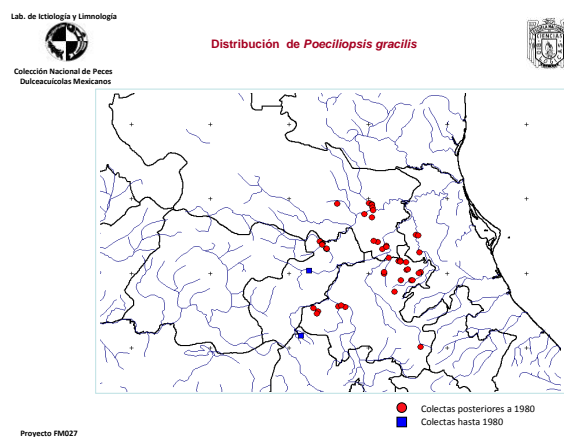 Lab. de Ictiología y Limnología
Colección Nacional de Peces
Dulceacuícolas Mexicanos
Distribución de Poeciliopsis gracilis
CIENCIAS
Colectas posteriores a 1980
Colectas hasta 1980
Proyecto FM027